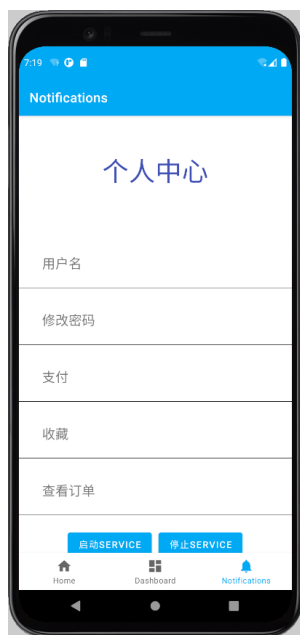 7:19
Notifications
个人中心
用户名
修改密码
支付
收藏
查看订单
启动SERVICE 停止SERVICE
Home Dashboard Notifications